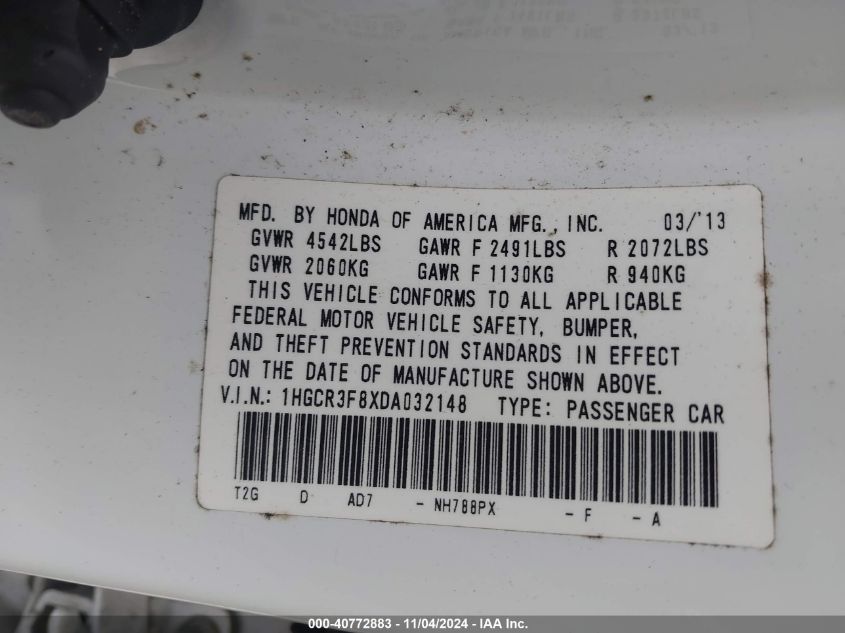 MFD. BY HONDA OF AMERICA MFG., INC. 03/'13
GVWR 4542LBS GAWR F 2491LBS R 2072LBS
GVWR 2060KG GAWR F 1130KG R 940KG
THIS VEHICLE CONFORMS TO ALL APPLICABLE
FEDERAL MOTOR VEHICLE SAFETY, BUMPER,
AND THEFT PREVENTION STANDARDS IN EFFECT
ON THE DATE OF MANUFACTURE SHOWN ABOVE.
V.I.N.: 1HGCR3F8XDA032148 TYPE: PASSENGER CAR
T2G D AD7 - NH788PX - F - A
000-40772883 - 11/04/2024 - IAA Inc.